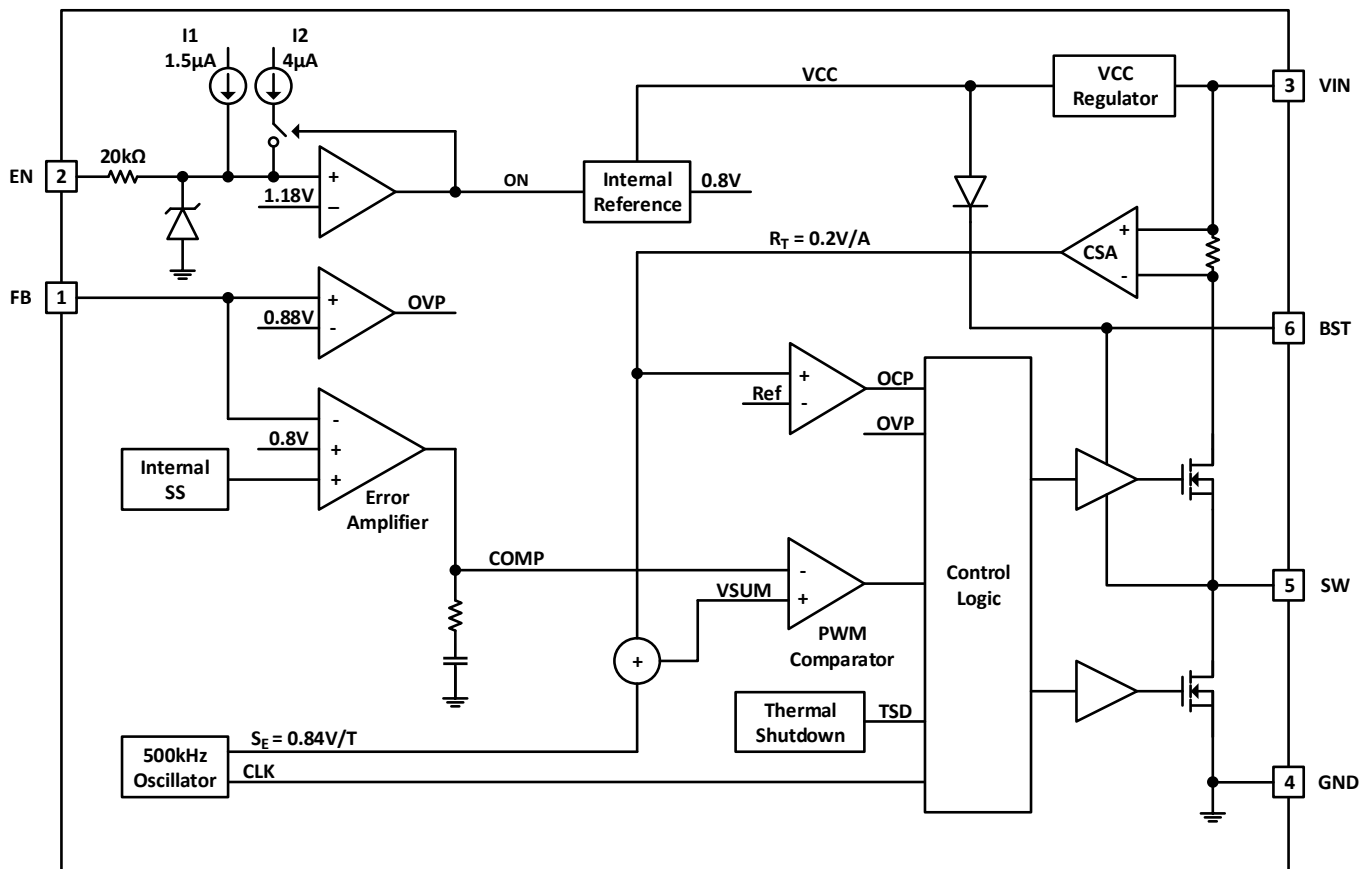 I1
1.5µA
I2
4µA
VCC
VCC
Regulator
3
VIN
EN
2
20kΩ
+
1.18V
–
ON
Internal
Reference
0.8V
RT = 0.2V/A
CSA
+
-
FB
1
+
0.88V
-
OVP
6
BST
+
Ref
-
OCP
OVP
-
0.8V
+
Internal
SS
+
Error
Amplifier
COMP
-
VSUM
+
PWM
Comparator
Control
Logic
5
SW
+
Thermal
Shutdown
TSD
SE = 0.84V/T
500kHz
Oscillator
CLK
4
GND